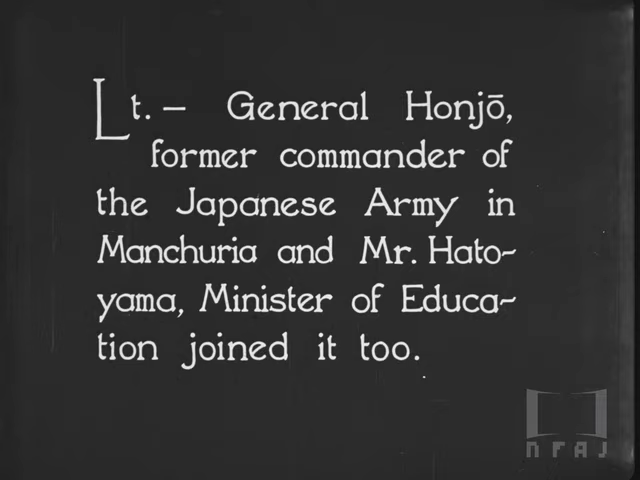 Lt. — General Honjō,
former commander of
the Japanese Army in
Manchuria and Mr. Hato-
yama, Minister of Educa-
tion joined it too.
NFAJ